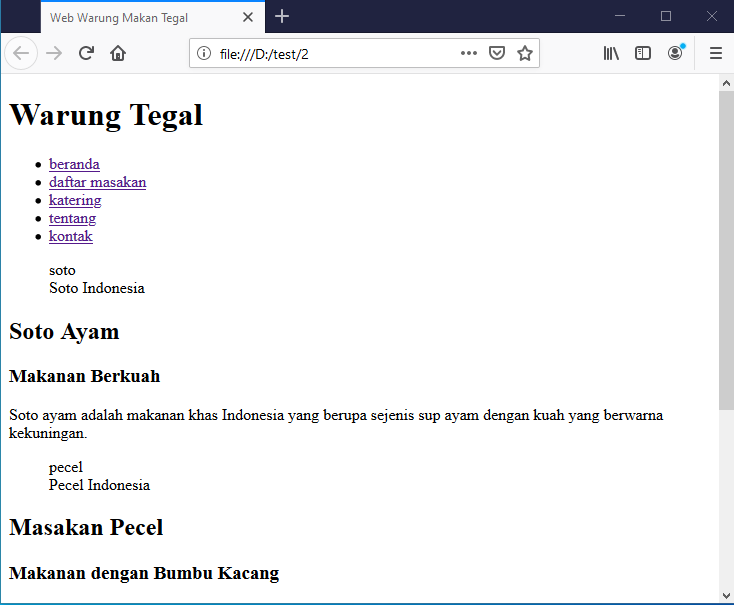 Web Warung Makan Tegal
file:///D:/test/2
Warung Tegal
beranda
daftar masakan
katering
tentang
kontak
soto
Soto Indonesia
Soto Ayam
Makanan Berkuah
Soto ayam adalah makanan khas Indonesia yang berupa sejenis sup ayam dengan kuah yang berwarna
kekuningan.
pecel
Pecel Indonesia
Masakan Pecel
Makanan dengan Bumbu Kacang